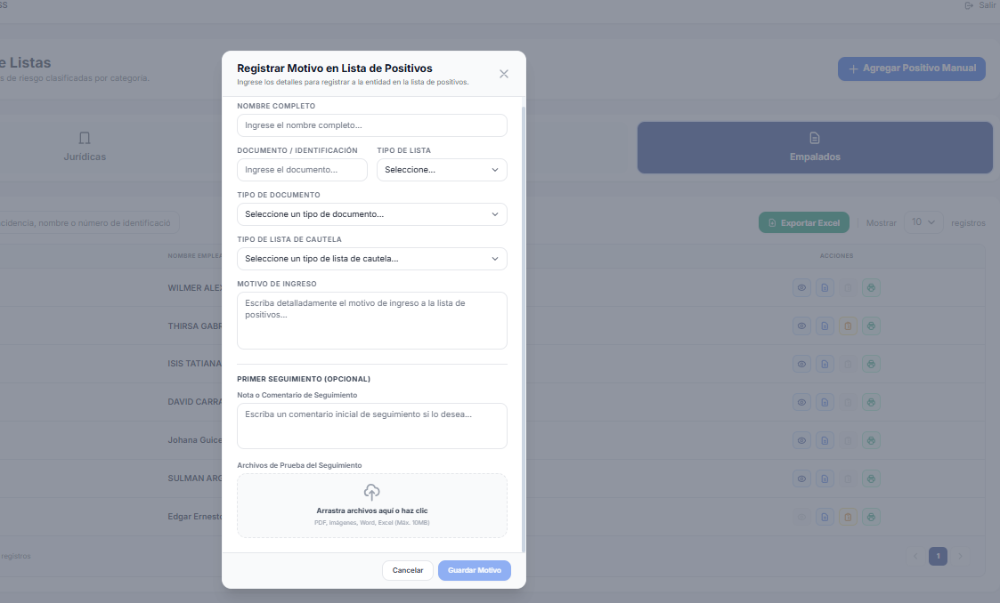 Salir
e Listas
s de riesgo clasificadas por categoría.
Agregar Positivo Manual
Jurídicas
Empalados
cidencia, nombre o número de identificació
Exportar Excel
Mostrar
10
registros
NOMBRE EMPLEA
ACCIONES
WILMER ALEX
THIRSA GABR
ISIS TATIANA
DAVID CARRA
Johana Guice
SULMAN ARG
Edgar Ernesto
registros
1
Registrar Motivo en Lista de Positivos
Ingrese los detalles para registrar a la entidad en la lista de positivos.
NOMBRE COMPLETO
Ingrese el nombre completo...
DOCUMENTO / IDENTIFICACIÓN
TIPO DE LISTA
Ingrese el documento...
Seleccione...
TIPO DE DOCUMENTO
Seleccione un tipo de documento...
TIPO DE LISTA DE CAUTELA
Seleccione un tipo de lista de cautela...
MOTIVO DE INGRESO
Escriba detalladamente el motivo de ingreso a la lista de
positivos...
PRIMER SEGUIMIENTO (OPCIONAL)
Nota o Comentario de Seguimiento
Escriba un comentario inicial de seguimiento si lo desea...
Archivos de Prueba del Seguimiento
Arrastra archivos aquí o haz clic
PDF, Imágenes, Word, Excel (Máx. 10MB)
Cancelar
Guardar Motivo